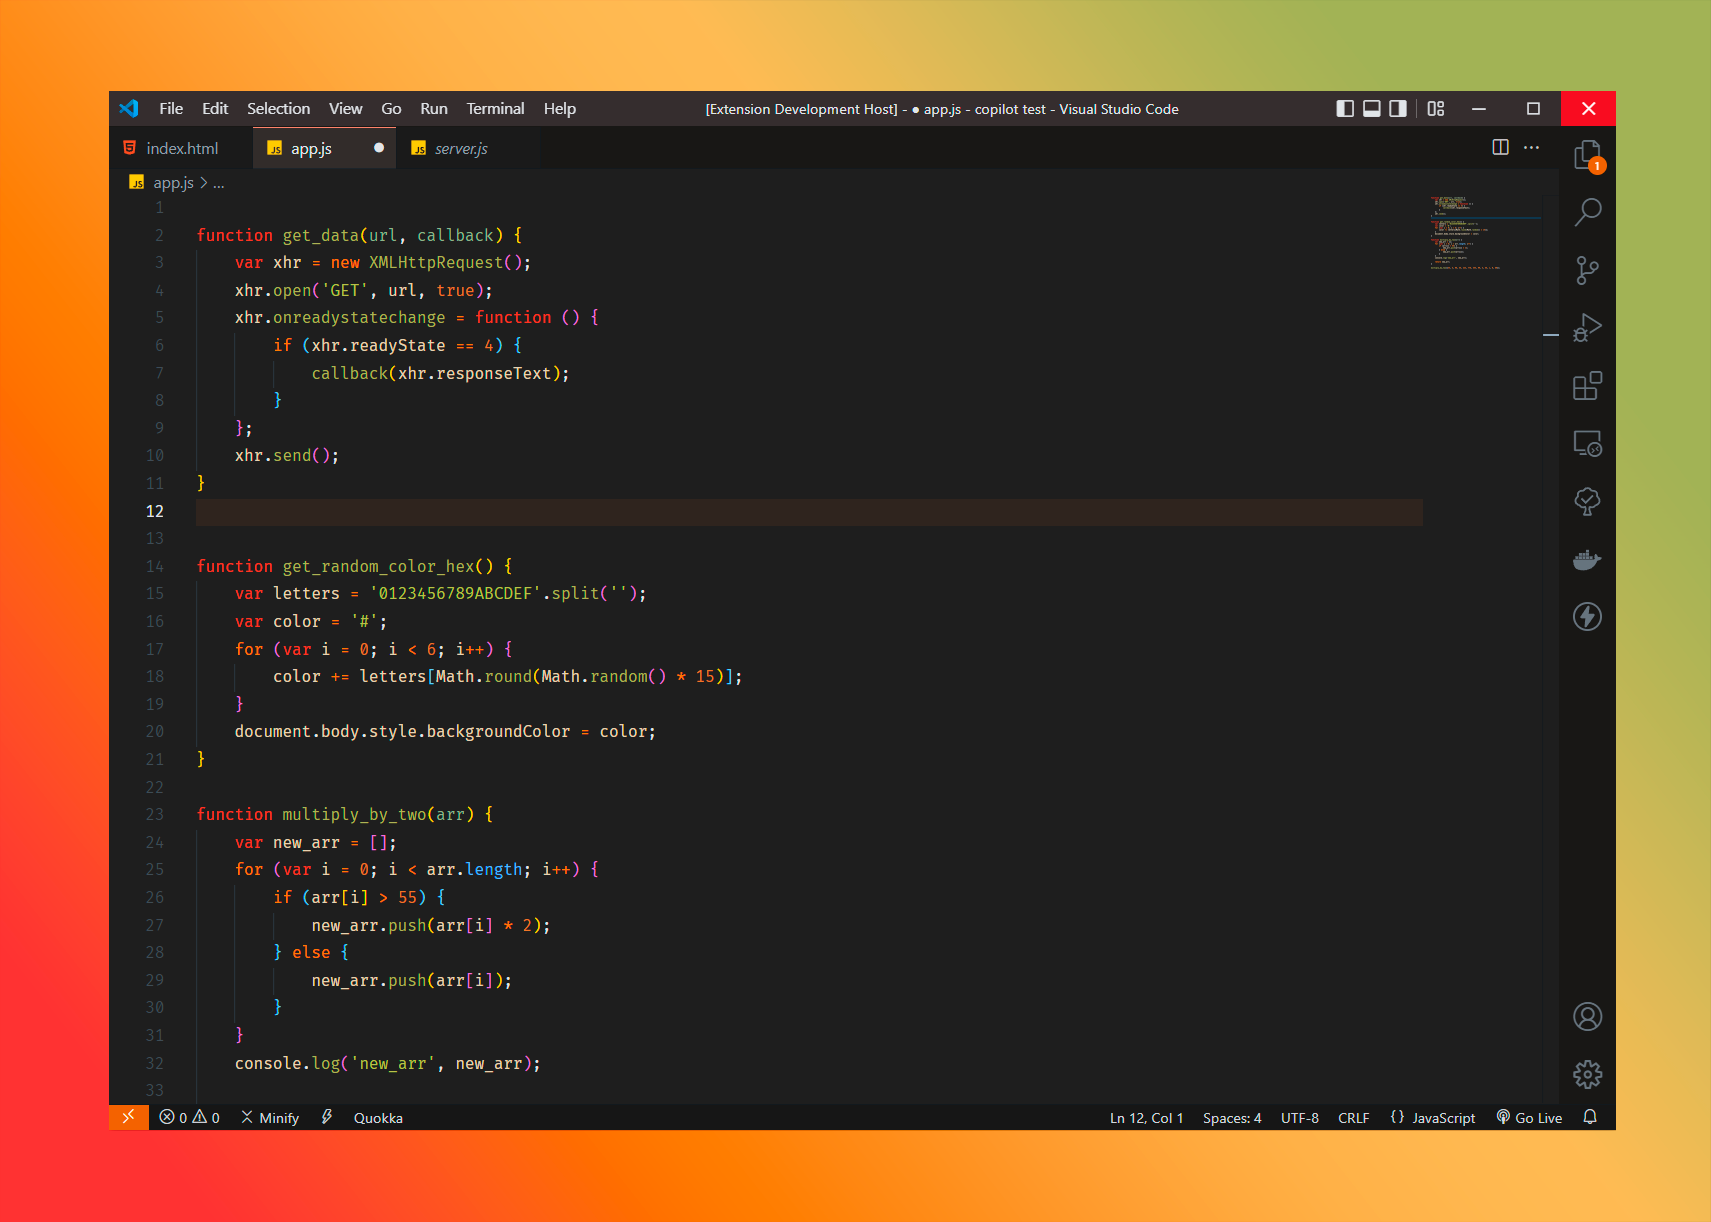 File Edit Selection View Go Run Terminal Help [Extension Development Host] - ● app.js - copilot test - Visual Studio Code
index.html JS app.js ● JS server.js ...
JS app.js > ...
1
1
2 function get_data(url, callback) {
3 var xhr = new XMLHttpRequest();
4 xhr.open('GET', url, true);
5 xhr.onreadystatechange = function () {
6 if (xhr.readyState == 4) {
7 callback(xhr.responseText);
8 }
9 };
10 xhr.send();
11 }
12
13
14 function get_random_color_hex() {
15 var letters = '0123456789ABCDEF'.split('');
16 var color = '#';
17 for (var i = 0; i < 6; i++) {
18 color += letters[Math.round(Math.random() * 15)];
19 }
20 document.body.style.backgroundColor = color;
21 }
22
23 function multiply_by_two(arr) {
24 var new_arr = [];
25 for (var i = 0; i < arr.length; i++) {
26 if (arr[i] > 55) {
27 new_arr.push(arr[i] * 2);
28 } else {
29 new_arr.push(arr[i]);
30 }
31 }
32 console.log('new_arr', new_arr);
33
0 0 Minify Quokka Ln 12, Col 1 Spaces: 4 UTF-8 CRLF {} JavaScript Go Live